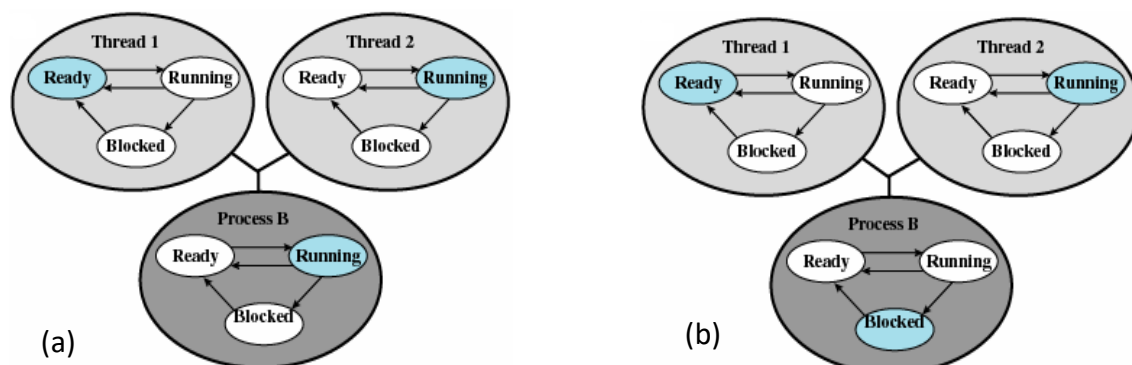 Thread 1
Ready
Running
Blocked
Thread 2
Ready
Running
Blocked
Process B
Ready
Running
Blocked
(a)
Thread 1
Ready
Running
Blocked
Thread 2
Ready
Running
Blocked
Process B
Ready
Running
Blocked
(b)